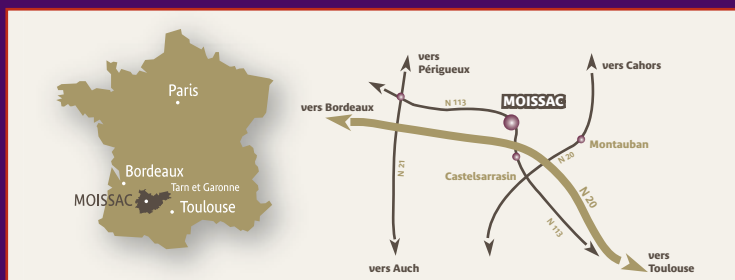 Paris
Bordeaux
Tarn et Garonne
MOISSAC
Toulouse
vers
Périgueux
vers Cahors
vers Bordeaux
N 113
MOISSAC
Montauban
N 20
Castelsarrasin
N 21
N 20
N 113
vers
Toulouse
vers Auch